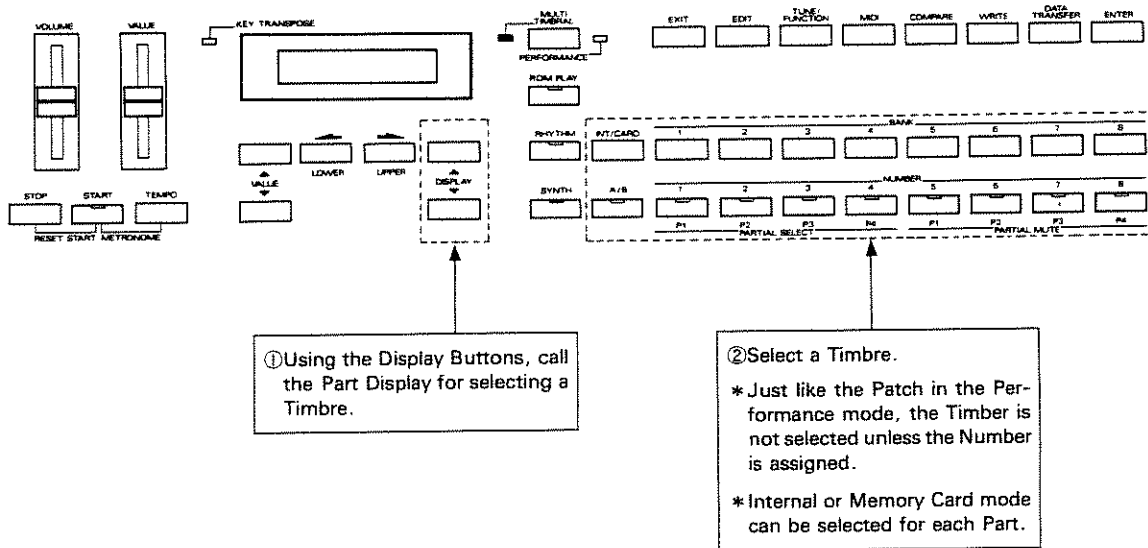 VOLUME VALUE
KEY TRANSPOSE
MULTI TIMBRAL
PERFORMANCE
EXIT EDIT TUNE/FUNCTION MIDI COMPARE WRITE DATA TRANSFER ENTER
ROM PLAY
BANK
RHYTHM INT/CARD 1 2 3 4 5 6 7 8
LOWER UPPER
VALUE DISPLAY
NUMBER
SYNTH A/B 1 2 3 4 5 6 7 8
STOP START TEMPO
RESET START METRONOME
P1 P2 P3 P4 P1 P2 P3 P4
PARTIAL SELECT PARTIAL MUTE
①Using the Display Buttons, call
the Part Display for selecting a
Timbre.
②Select a Timbre.
*Just like the Patch in the Per-
formance mode, the Timber is
not selected unless the Number
is assigned.
*Internal or Memory Card mode
can be selected for each Part.